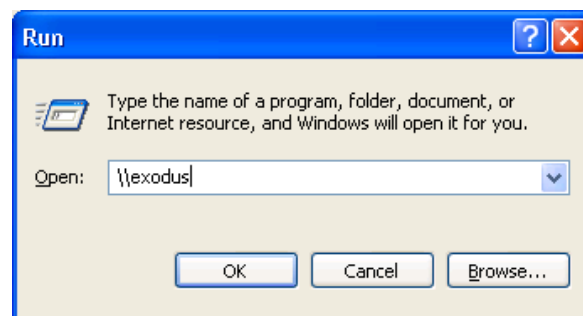 Run
Type the name of a program, folder, document, or
Internet resource, and Windows will open it for you.
Open: \\exodus
OK Cancel Browse...